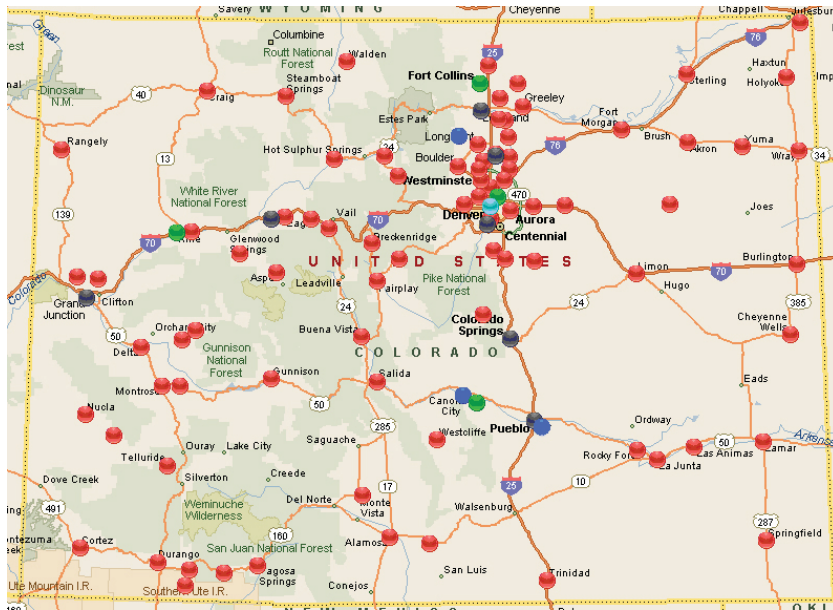 WYOMING
Savery
Cheyenne
Chappell
Julesburg
Green
Columbine
Routt National
Forest
Walden
25
76
Fort Collins
Sterling
Haxtun
Holyoke
Dinosaur
N.M.
40
Craig
Steamboat
Springs
Greeley
Estes Park
Fort
Morgan
Brush
Rangely
Hot Sulphur Springs
24
Boulder
76
Akron
Yuma
Wray
34
13
Westminster
White River
National Forest
470
139
Vail
70
Denver
Aurora
Joes
70
Rifle
Glenwood
Springs
Breckenridge
Centennial
UNITED STATES
Burlington
Colorado
Aspen
Leadville
Pike National
Forest
Limon
70
Fairplay
Hugo
Grand
Junction
Clifton
24
24
385
50
Orchard City
Buena Vista
Colorado
Springs
Cheyenne
Wells
Delta
Gunnison
National
Forest
COLORADO
Gunnison
Salida
Montrose
50
Eads
Canon
City
Nucla
285
Pueblo
Ordway
Ouray
Lake City
Saguache
Westcliffe
50
Arkansas
Telluride
Rocky Ford
Las Animas
Lamar
La Junta
Dove Creek
Silverton
Creede
17
25
10
491
Weminuche
Wilderness
Del Norte
Monte
Vista
Walsenburg
287
Springfield
Cortez
160
San Juan National Forest
Alamosa
Durango
Pagosa
Springs
San Luis
Trinidad
Ute Mountain I.R.
Southern Ute I.R.
Conejos